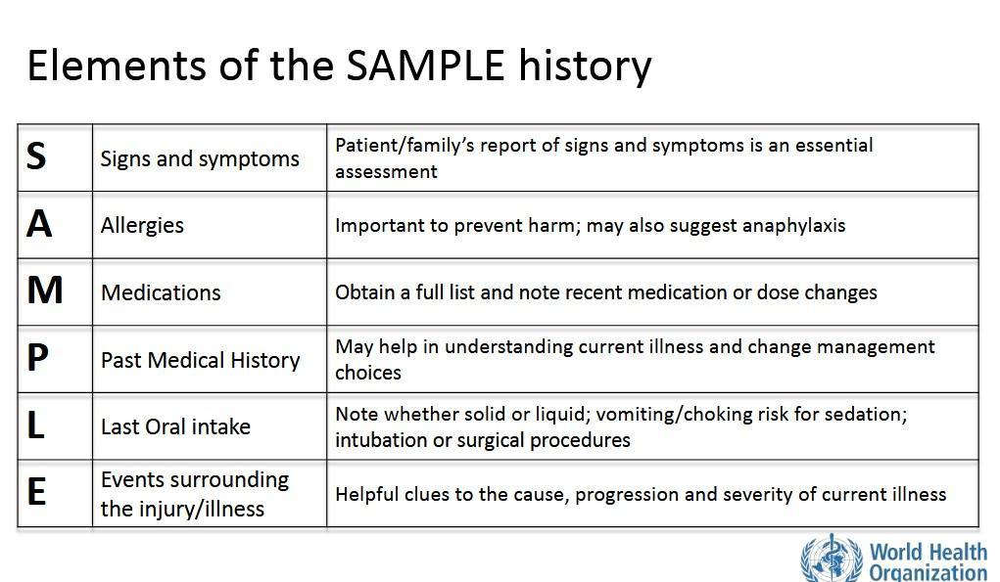 Elements of the SAMPLE history
S
Signs and symptoms
Patient/family’s report of signs and symptoms is an essential
assessment
A
Allergies
Important to prevent harm; may also suggest anaphylaxis
M
Medications
Obtain a full list and note recent medication or dose changes
P
Past Medical History
May help in understanding current illness and change management
choices
L
Last Oral intake
Note whether solid or liquid; vomiting/choking risk for sedation;
intubation or surgical procedures
E
Events surrounding
the injury/illness
Helpful clues to the cause, progression and severity of current illness
World Health
Organization